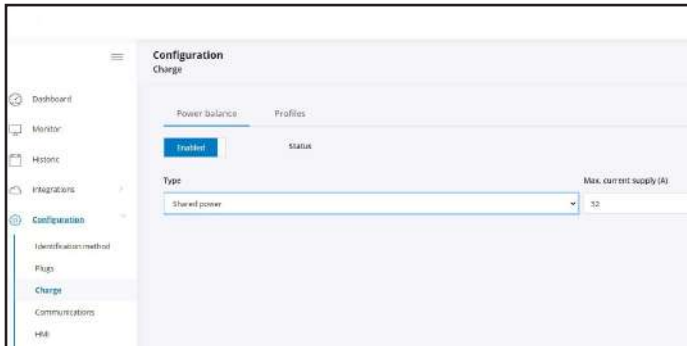 Configuration
Charge
Dashboard
Monitor
Historic
Integrations
Configuration
Identification method
Plugs
Charge
Communications
HMI
Power balance
Profiles
Enabled
Status
Type
Shared power
Max. current supply (A)
32